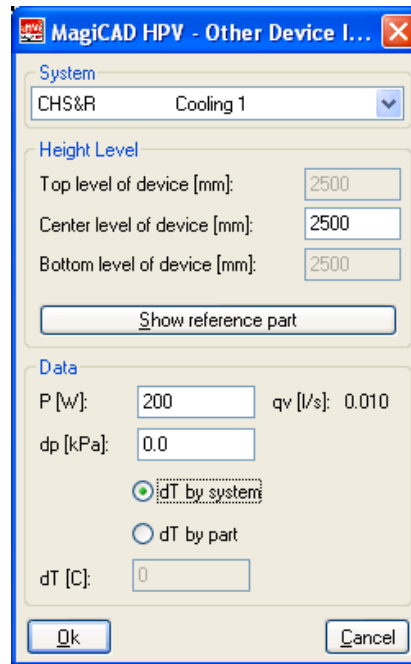 MagiCAD HPV - Other Device I...
System
CHS&R Cooling 1
Height Level
Top level of device [mm]: 2500
Center level of device [mm]: 2500
Bottom level of device [mm]: 2500
Show reference part
Data
P [W]: 200 qv [l/s]: 0.010
dp [kPa]: 0.0
dT by system
dT by part
dT [C]: 0
Ok Cancel